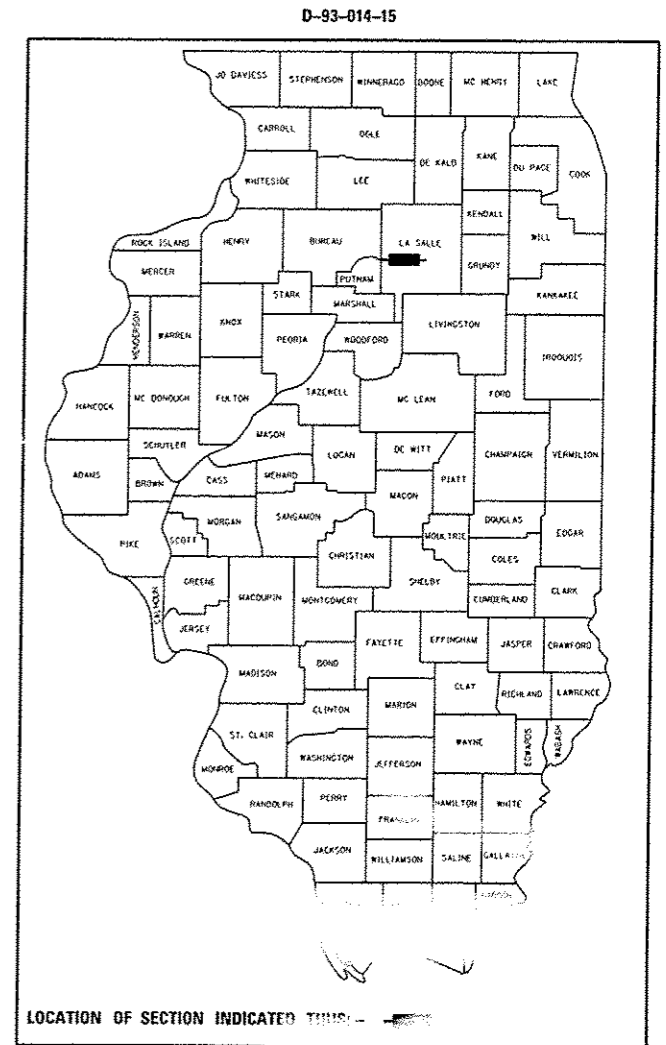 D-93-014-15
JO DAVIESS STEPHENSON WINNEBAGO BOONE MC HENRY LAKE
CARROLL OGLE DE KALB KANE DU PAGE COOK
WHITESIDE LEE KENDALL WILL
ROCK ISLAND HENRY BUREAU LA SALLE GRUNDY
MERCER STARK PUTNAM KANKAKEE
HENDERSON WARREN KNOX MARSHALL LIVINGSTON
PEORIA WOODFORD IROQUOIS
HANCOCK MC DONOUGH FULTON TAZEWELL MC LEAN FORD
SCHUYLER MASON LOGAN DE WITT CHAMPAIGN VERMILION
ADAMS BROWN CASS MENARD MACON PIATT
PIKE SCOTT MORGAN SANGAMON CHRISTIAN MOULTRIE DOUGLAS EDGAR
COLES
GREENE MACOUPIN MONTGOMERY SHELBY CUMBERLAND CLARK
CALHOUN JERSEY FAYETTE EFFINGHAM JASPER CRAWFORD
MADISON BOND CLAY RICHLAND LAWRENCE
CLINTON MARION
ST. CLAIR WASHINGTON JEFFERSON WAYNE EDWARDS WABASH
MONROE
RANDOLPH PERRY HAMILTON WHITE
FRANKLIN
JACKSON WILLIAMSON SALINE GALLATIN
LOCATION OF SECTION INDICATED THUS:-